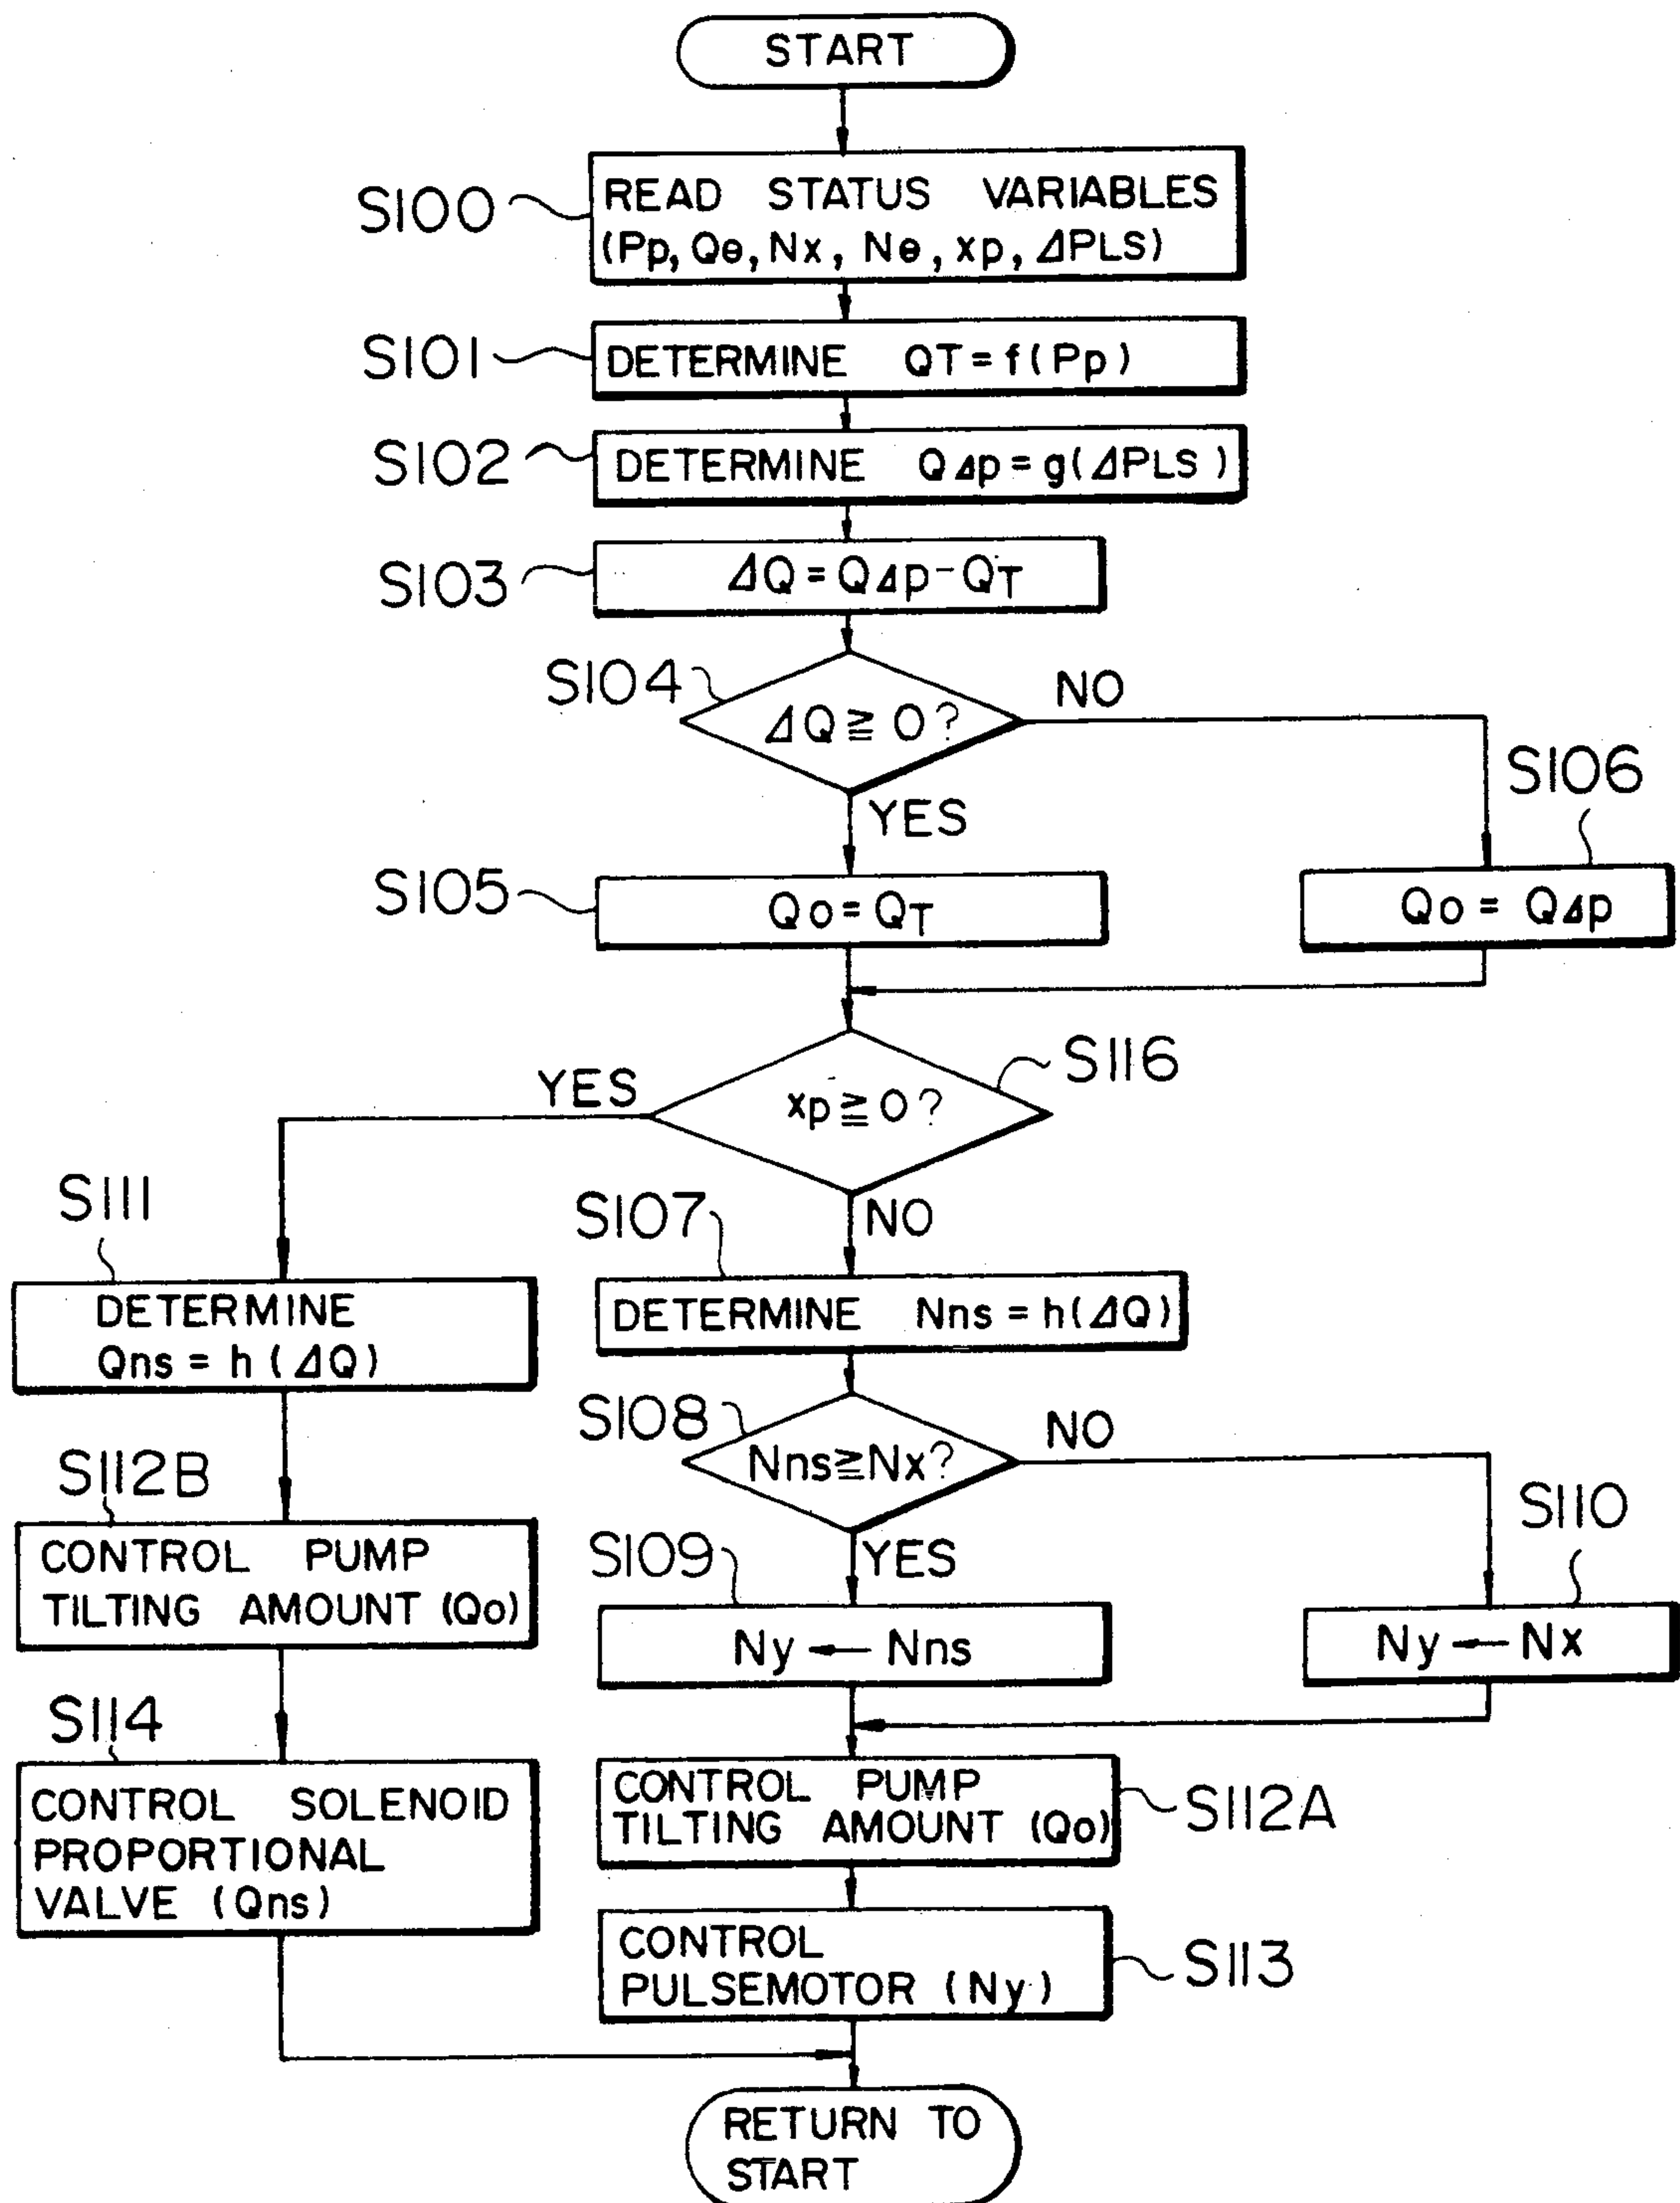 START
S100
READ STATUS VARIABLES
(Pp, Qθ, Nx, Nθ, xp, ΔPLS)
S101
DETERMINE QT = f(Pp)
S102
DETERMINE QΔp = g(ΔPLS)
S103
ΔQ = QΔp - QT
S104
ΔQ ≧ 0?
NO
YES
S105
Qo = QT
S106
Qo = QΔp
S116
xp ≧ 0?
YES
NO
S111
DETERMINE
Qns = h (ΔQ)
S112B
CONTROL PUMP
TILTING AMOUNT (Qo)
S114
CONTROL SOLENOID
PROPORTIONAL
VALVE (Qns)
S107
DETERMINE Nns = h(ΔQ)
S108
Nns ≧ Nx?
NO
YES
S109
Ny ← Nns
S110
Ny ← Nx
CONTROL PUMP
TILTING AMOUNT (Qo)
S112A
CONTROL
PULSEMOTOR (Ny)
S113
RETURN TO
START